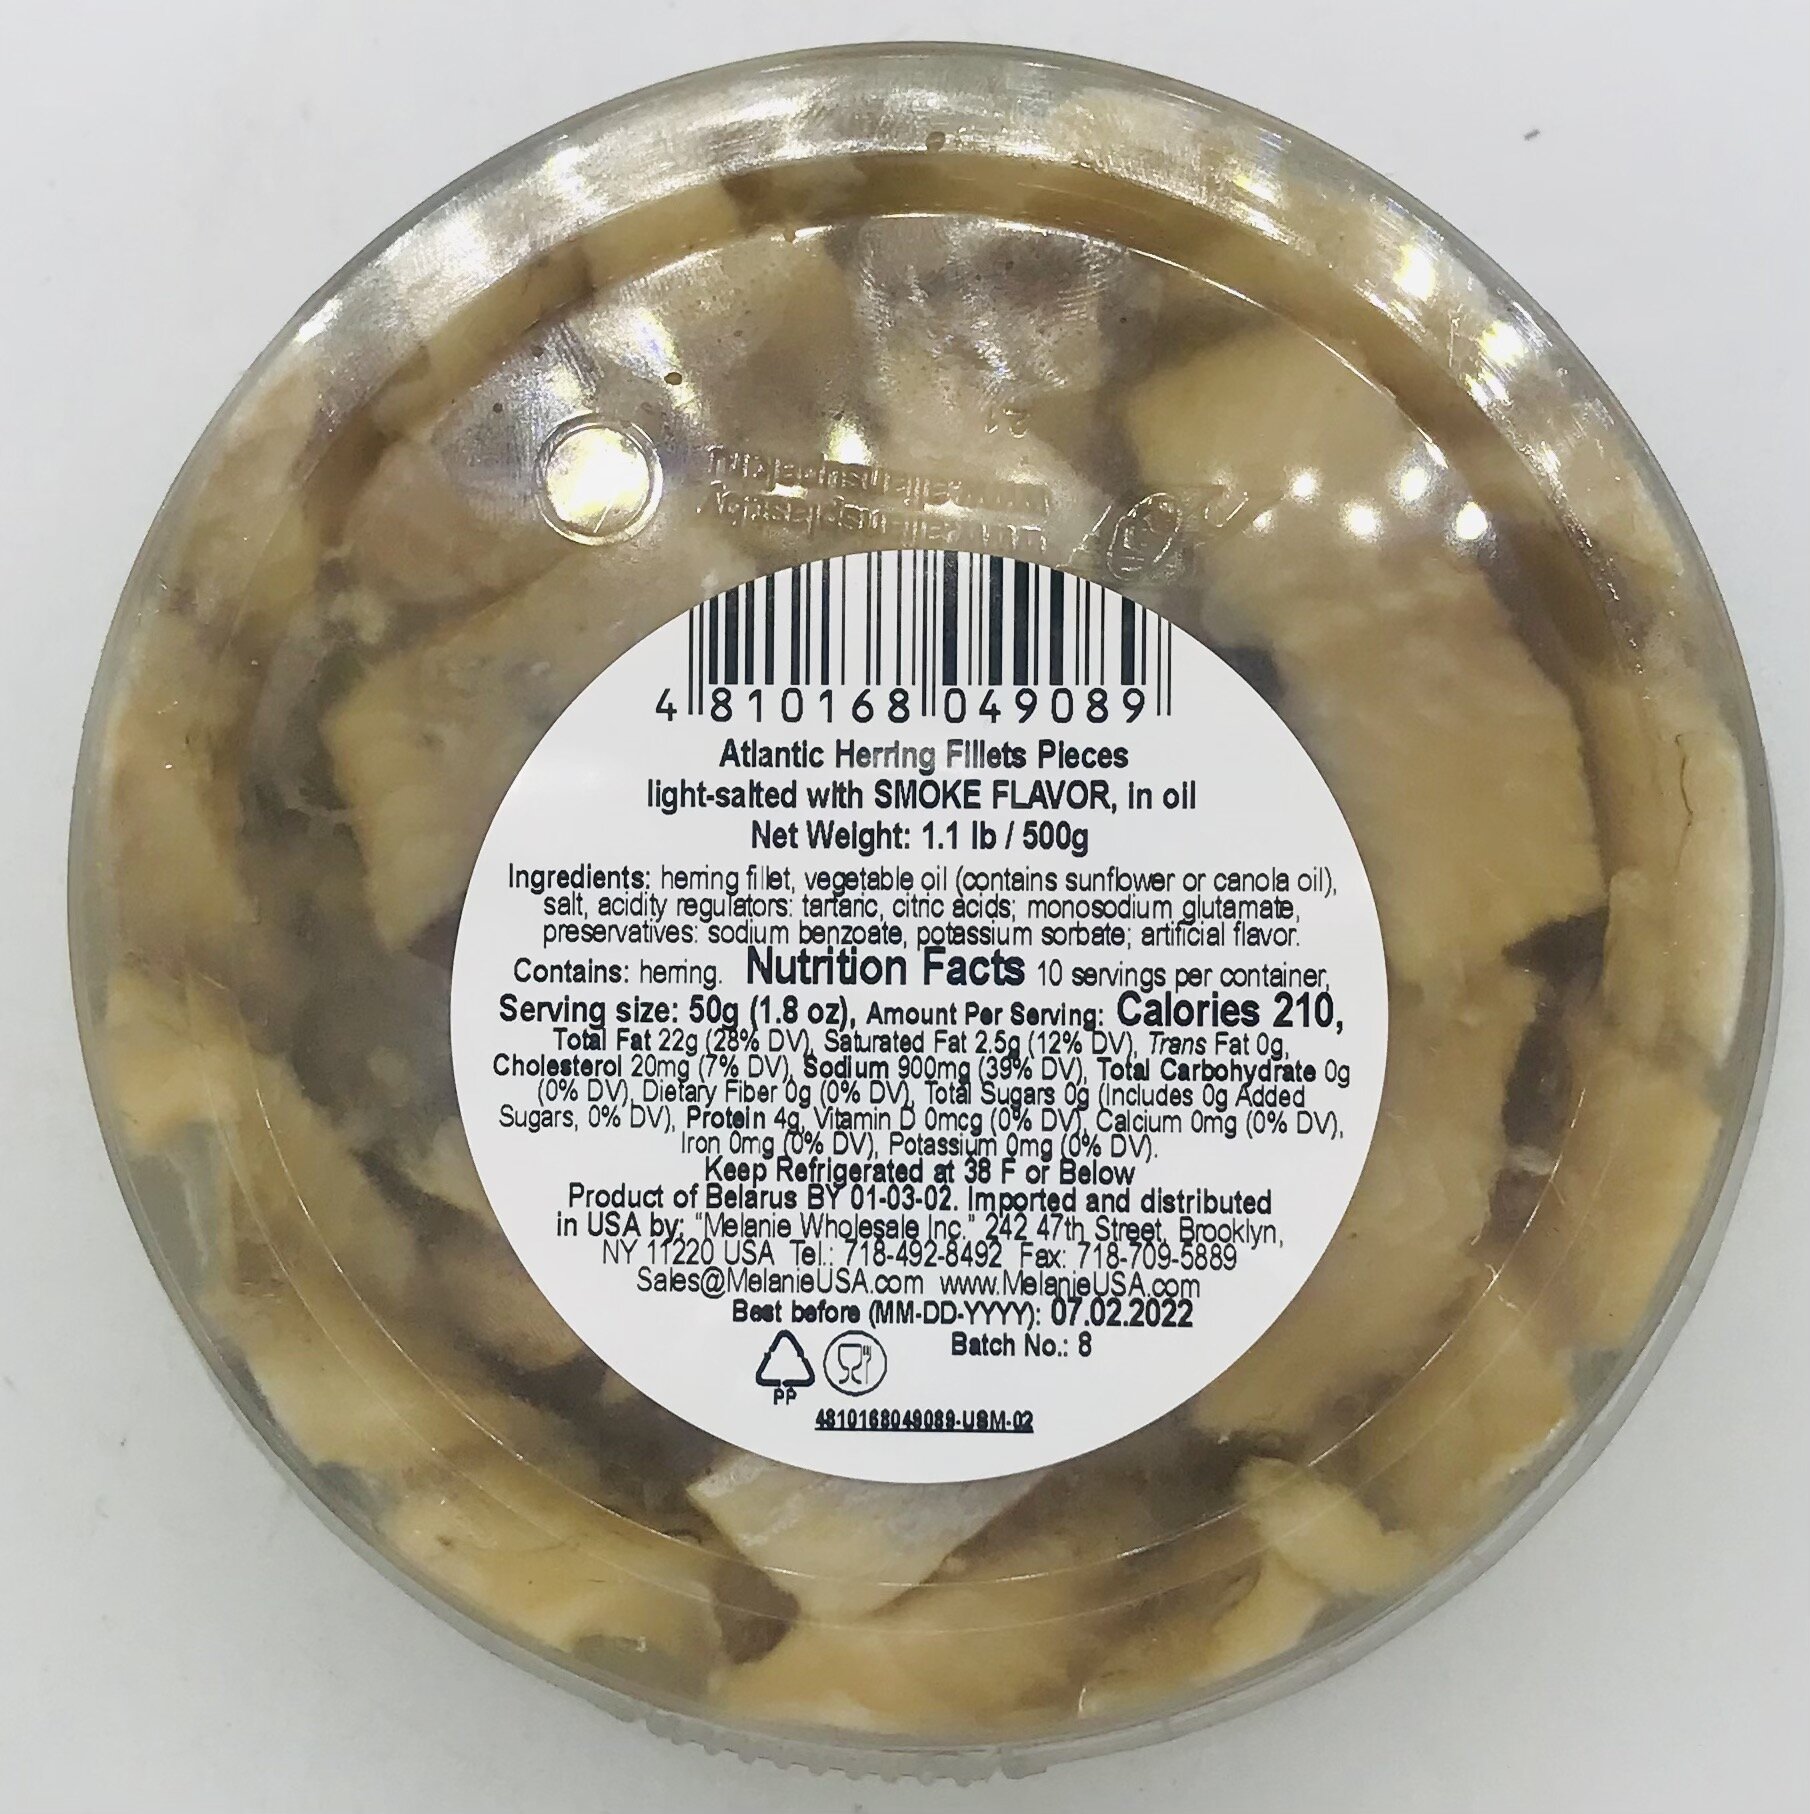 4 810168 049089
Atlantic Herring Fillets Pieces
light-salted with SMOKE FLAVOR, in oil
Net Weight: 1.1 lb / 500g
Ingredients: herring fillet, vegetable oil (contains sunflower or canola oil),
salt, acidity regulators: tartaric, citric acids; monosodium glutamate,
preservatives: sodium benzoate, potassium sorbate; artificial flavor.
Contains: herring. Nutrition Facts 10 servings per container,
Serving size: 50g (1.8 oz), Amount Per Serving: Calories 210,
Total Fat 22g (28% DV), Saturated Fat 2.5g (12% DV), Trans Fat 0g,
Cholesterol 20mg (7% DV), Sodium 900mg (39% DV), Total Carbohydrate 0g
(0% DV), Dietary Fiber 0g (0% DV), Total Sugars 0g (Includes 0g Added
Sugars, 0% DV), Protein 4g, Vitamin D 0mcg (0% DV), Calcium 0mg (0% DV),
Iron 0mg (0% DV), Potassium 0mg (0% DV).
Keep Refrigerated at 38 F or Below
Product of Belarus BY 01-03-02. Imported and distributed
in USA by: "Melanie Wholesale Inc." 242 47th Street, Brooklyn,
NY 11220 USA Tel.: 718-492-8492 Fax: 718-709-5889
Sales@MelanieUSA.com www.MelanieUSA.com
Best before (MM-DD-YYYY): 07.02.2022
Batch No.: 8
PP
4810168049089-USM-02